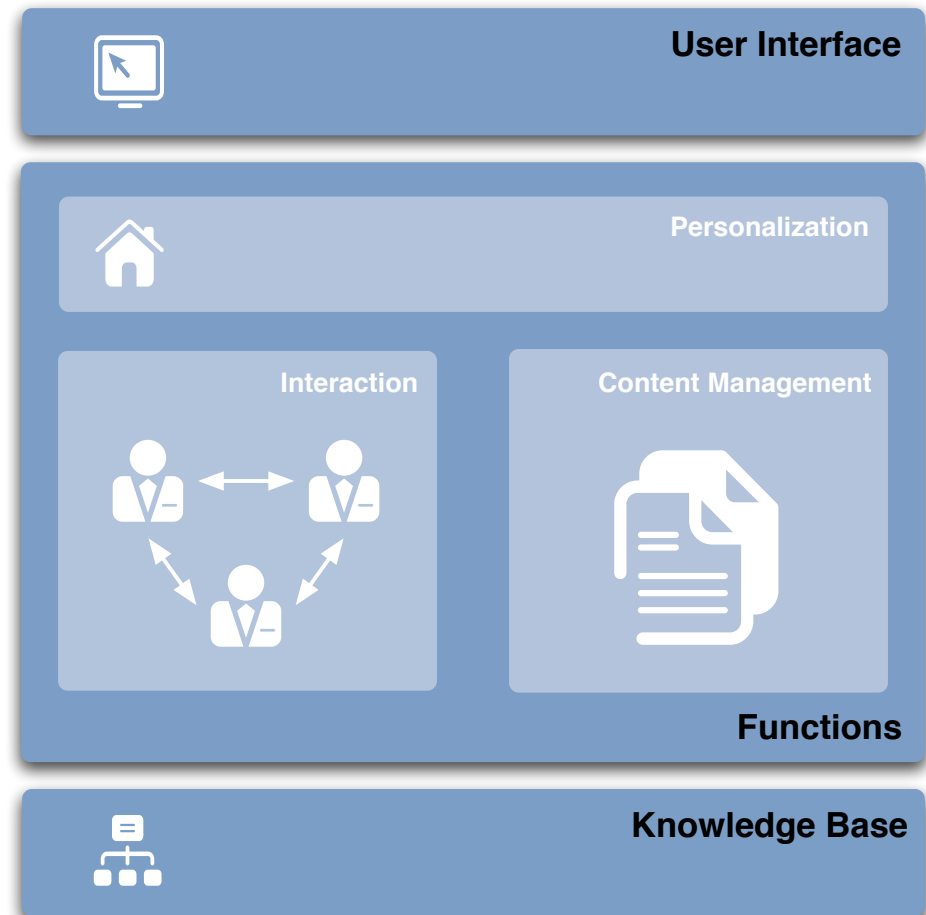 User Interface
Personalization
Interaction
Content Management
Functions
Knowledge Base